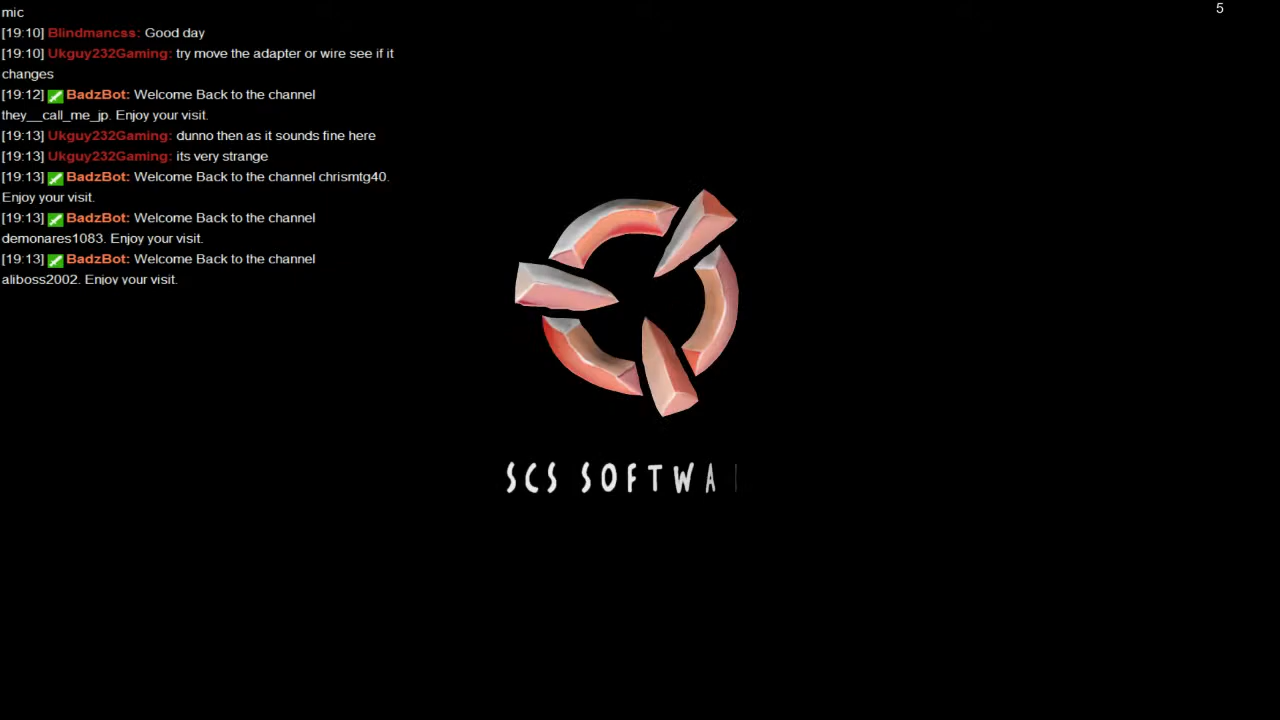 mic
5
[19:10] Blindmancss: Good day
[19:10] Ukguy232Gaming: try move the adapter or wire see if it
changes
[19:12] BadzBot: Welcome Back to the channel
they__call_me_jp. Enjoy your visit.
[19:13] Ukguy232Gaming: dunno then as it sounds fine here
[19:13] Ukguy232Gaming: its very strange
[19:13] BadzBot: Welcome Back to the channel chrismtg40.
Enjoy your visit.
[19:13] BadzBot: Welcome Back to the channel
demonares1083. Enjoy your visit.
[19:13] BadzBot: Welcome Back to the channel
aliboss2002. Enjoy your visit.
SCS SOFTWA